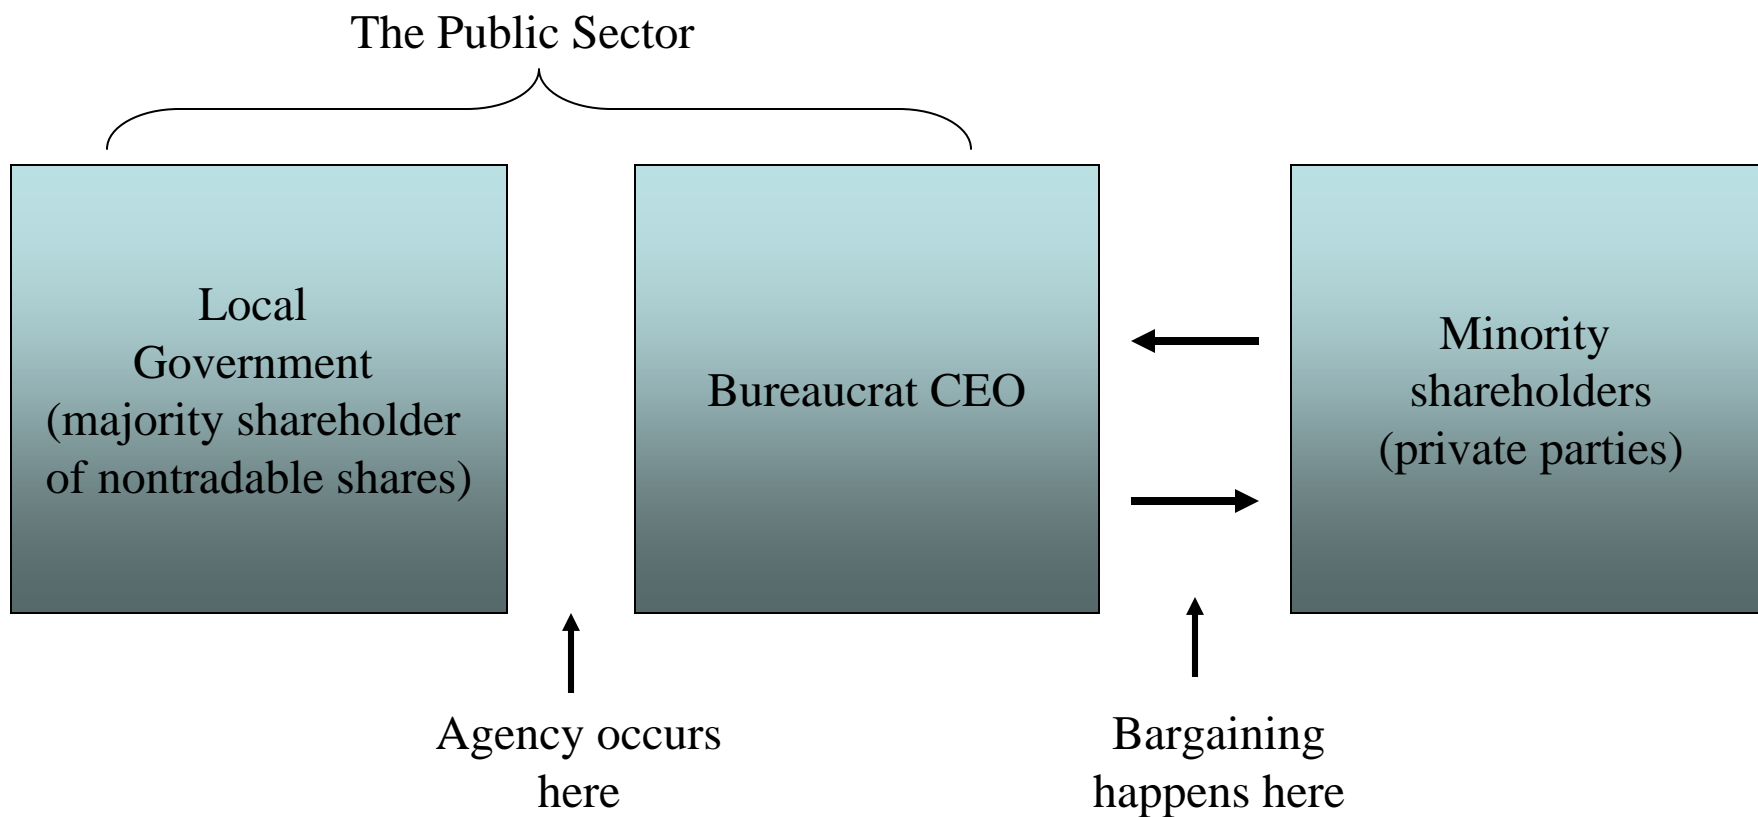 The Public Sector
Local
Government
(majority shareholder
of nontradable shares)
Bureaucrat CEO
Minority
shareholders
(private parties)
Agency occurs
here
Bargaining
happens here